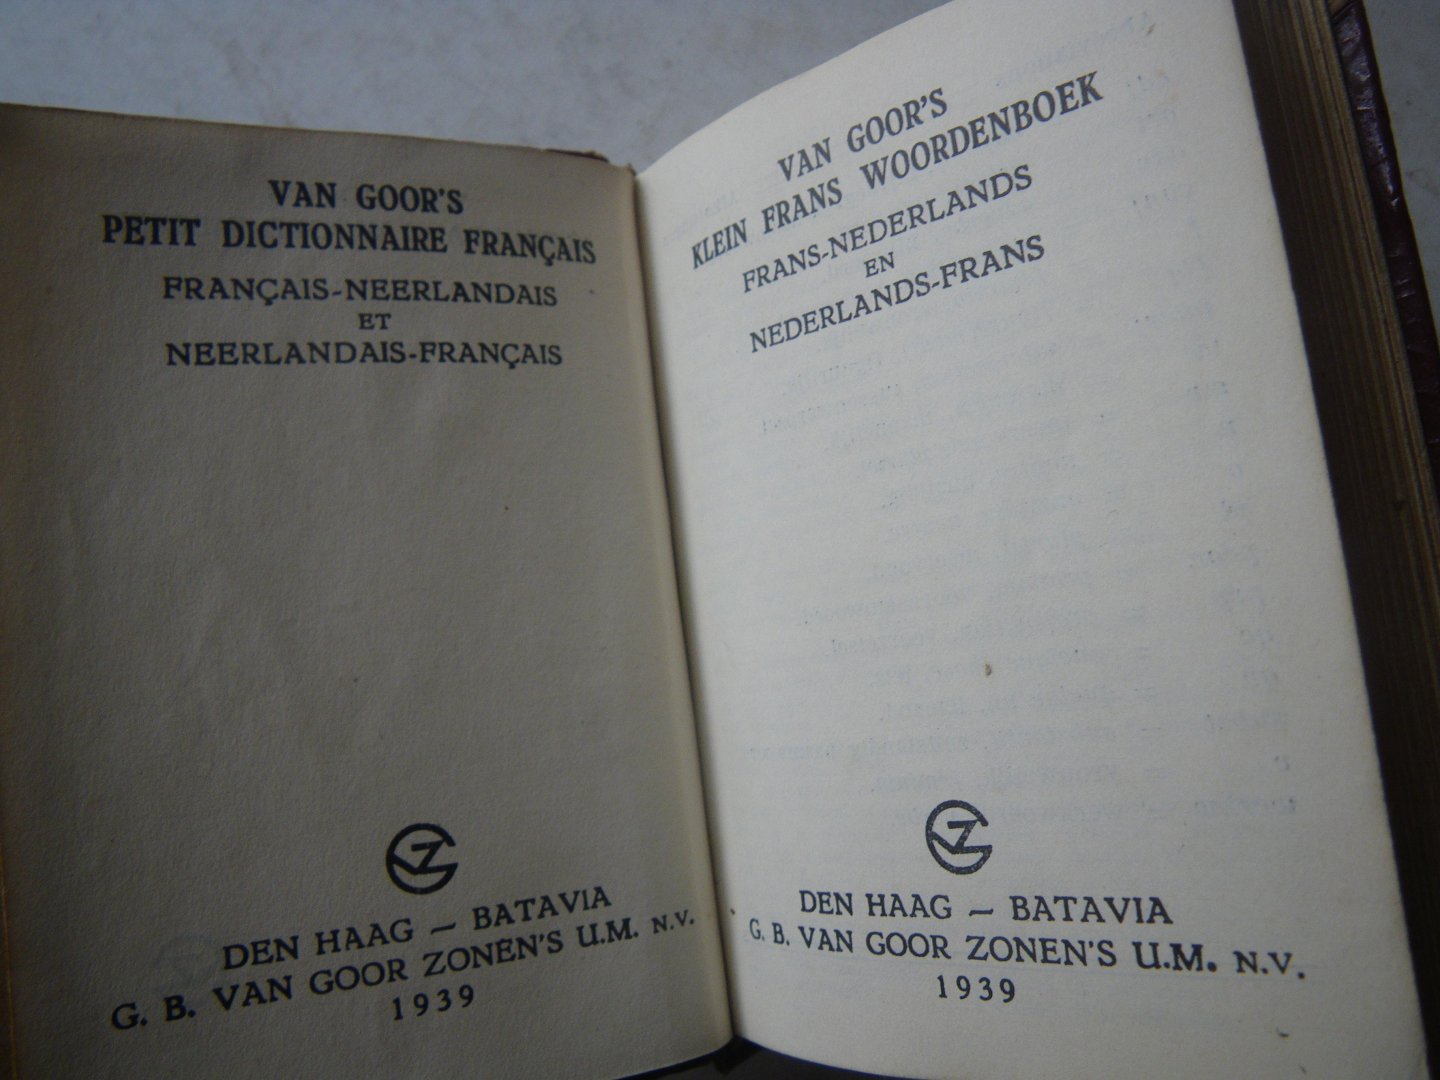 VAN GOOR'S
PETIT DICTIONNAIRE FRANÇAIS
FRANÇAIS-NEERLANDAIS
ET
NEERLANDAIS-FRANÇAIS
DEN HAAG — BATAVIA
G. B. VAN GOOR ZONEN'S U.M. N.V.
1939
VAN GOOR'S
KLEIN FRANS WOORDENBOEK
FRANS-NEDERLANDS
EN
NEDERLANDS-FRANS
DEN HAAG — BATAVIA
G. B. VAN GOOR ZONEN'S U.M. N.V.
1939